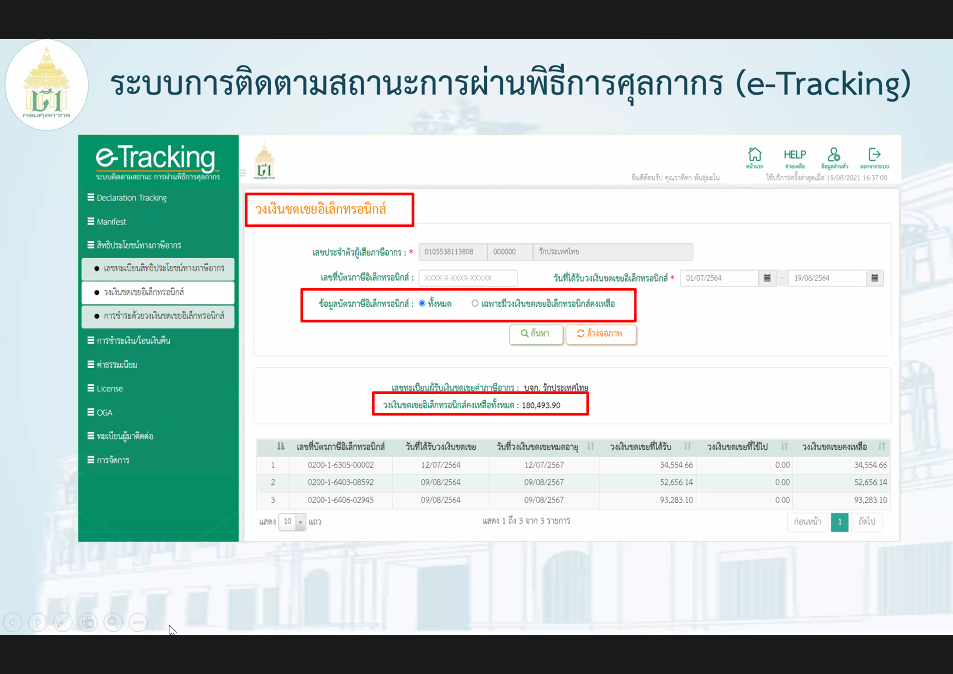 ระบบการติดตามสถานะการผ่านพิธีการศุลกากร (e-Tracking)
กรมศุลกากร
e-Tracking
ระบบติดตามสถานะ การผ่านพิธีการศุลกากร
หน้าแรก
HELP
ช่วยเหลือ
ข้อมูลส่วนตัว
ออกจากระบบ
ยินดีต้อนรับ คุณราทิตา พันธุมะโน
ใช้บริการครั้งล่าสุดเมื่อ 19/08/2021 16:37:00
Declaration Tracking
Manifest
สิทธิประโยชน์ทางภาษีอากร
เลขทะเบียนสิทธิประโยชน์ทางภาษีอากร
วงเงินชดเชยอิเล็กทรอนิกส์
การชำระด้วยวงเงินชดเชยอิเล็กทรอนิกส์
การชำระเงิน/โอนเงินคืน
ค่าธรรมเนียม
License
OGA
ทะเบียนผู้มาติดต่อ
การจัดการ
วงเงินชดเชยอิเล็กทรอนิกส์
เลขประจำตัวผู้เสียภาษีอากร : * 0105538113808 000000 รักประเทศไทย
เลขที่บัตรภาษีอิเล็กทรอนิกส์ : XXXX-X-XXXX-XXXXX วันที่ได้รับวงเงินชดเชยอิเล็กทรอนิกส์ * 01/07/2564 - 19/08/2564
ข้อมูลบัตรภาษีอิเล็กทรอนิกส์ : ทั้งหมด เฉพาะมีวงเงินชดเชยอิเล็กทรอนิกส์คงเหลือ
ค้นหา ล้างจอภาพ
เลขทะเบียนผู้รับเงินชดเชยค่าภาษีอากร : บจก. รักประเทศไทย
วงเงินชดเชยอิเล็กทรอนิกส์คงเหลือทั้งหมด : 180,493.90
เลขที่บัตรภาษีอิเล็กทรอนิกส์ วันที่ได้รับวงเงินชดเชย วันที่วงเงินชดเชยหมดอายุ วงเงินชดเชยที่ได้รับ วงเงินชดเชยที่ใช้ไป วงเงินชดเชยคงเหลือ
1 0200-1-6305-00002 12/07/2564 12/07/2567 34,554.66 0.00 34,554.66
2 0200-1-6403-08592 09/08/2564 09/08/2567 52,656.14 0.00 52,656.14
3 0200-1-6406-02945 09/08/2564 09/08/2567 93,283.10 0.00 93,283.10
แสดง 10 แถว แสดง 1 ถึง 3 จาก 3 รายการ ก่อนหน้า 1 ถัดไป